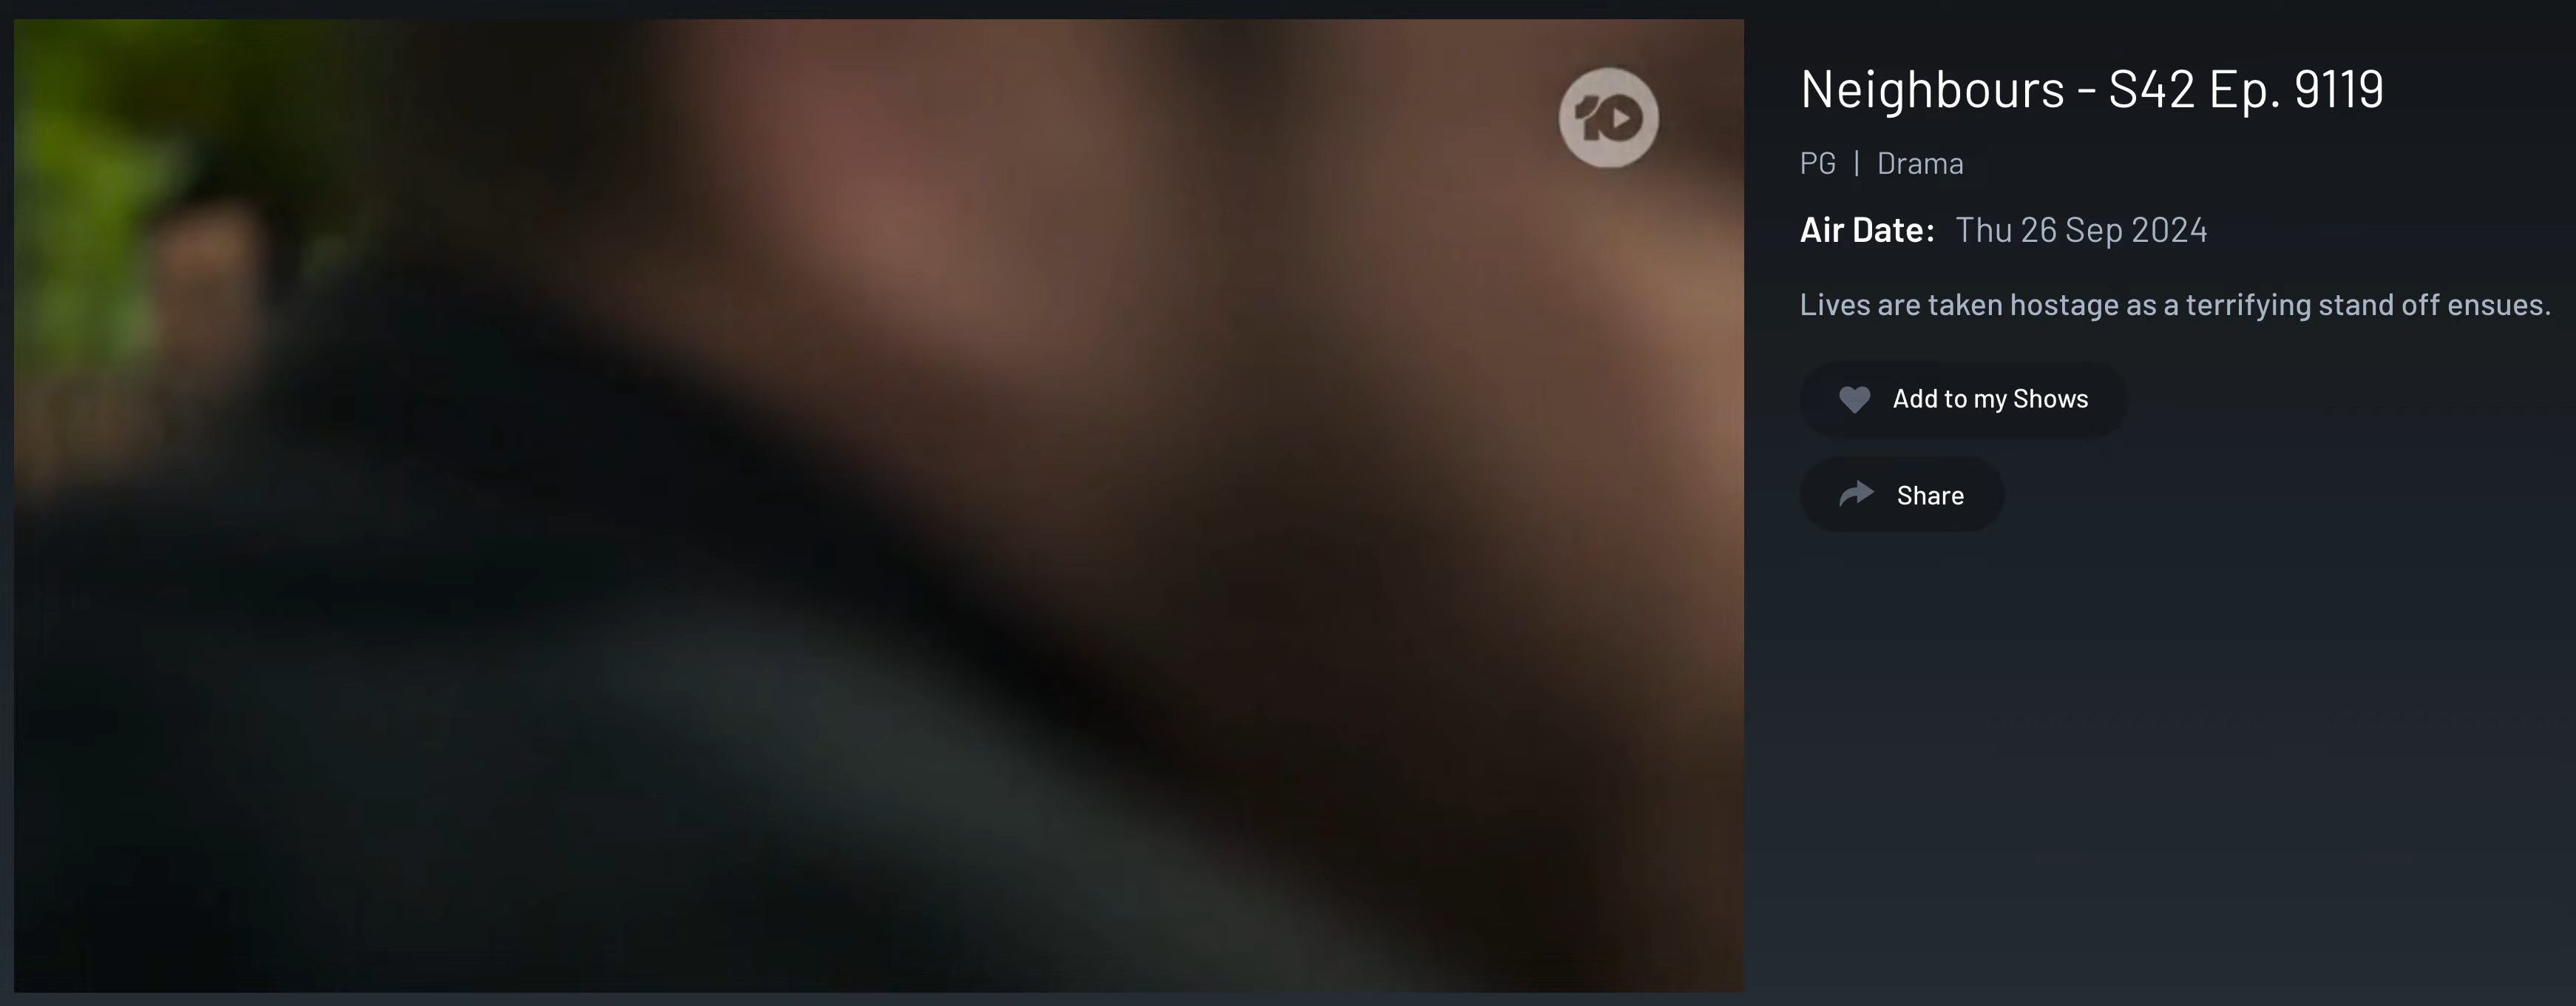 10
Neighbours - S42 Ep. 9119
PG | Drama
Air Date: Thu 26 Sep 2024
Lives are taken hostage as a terrifying stand off ensues.
Add to my Shows
Share